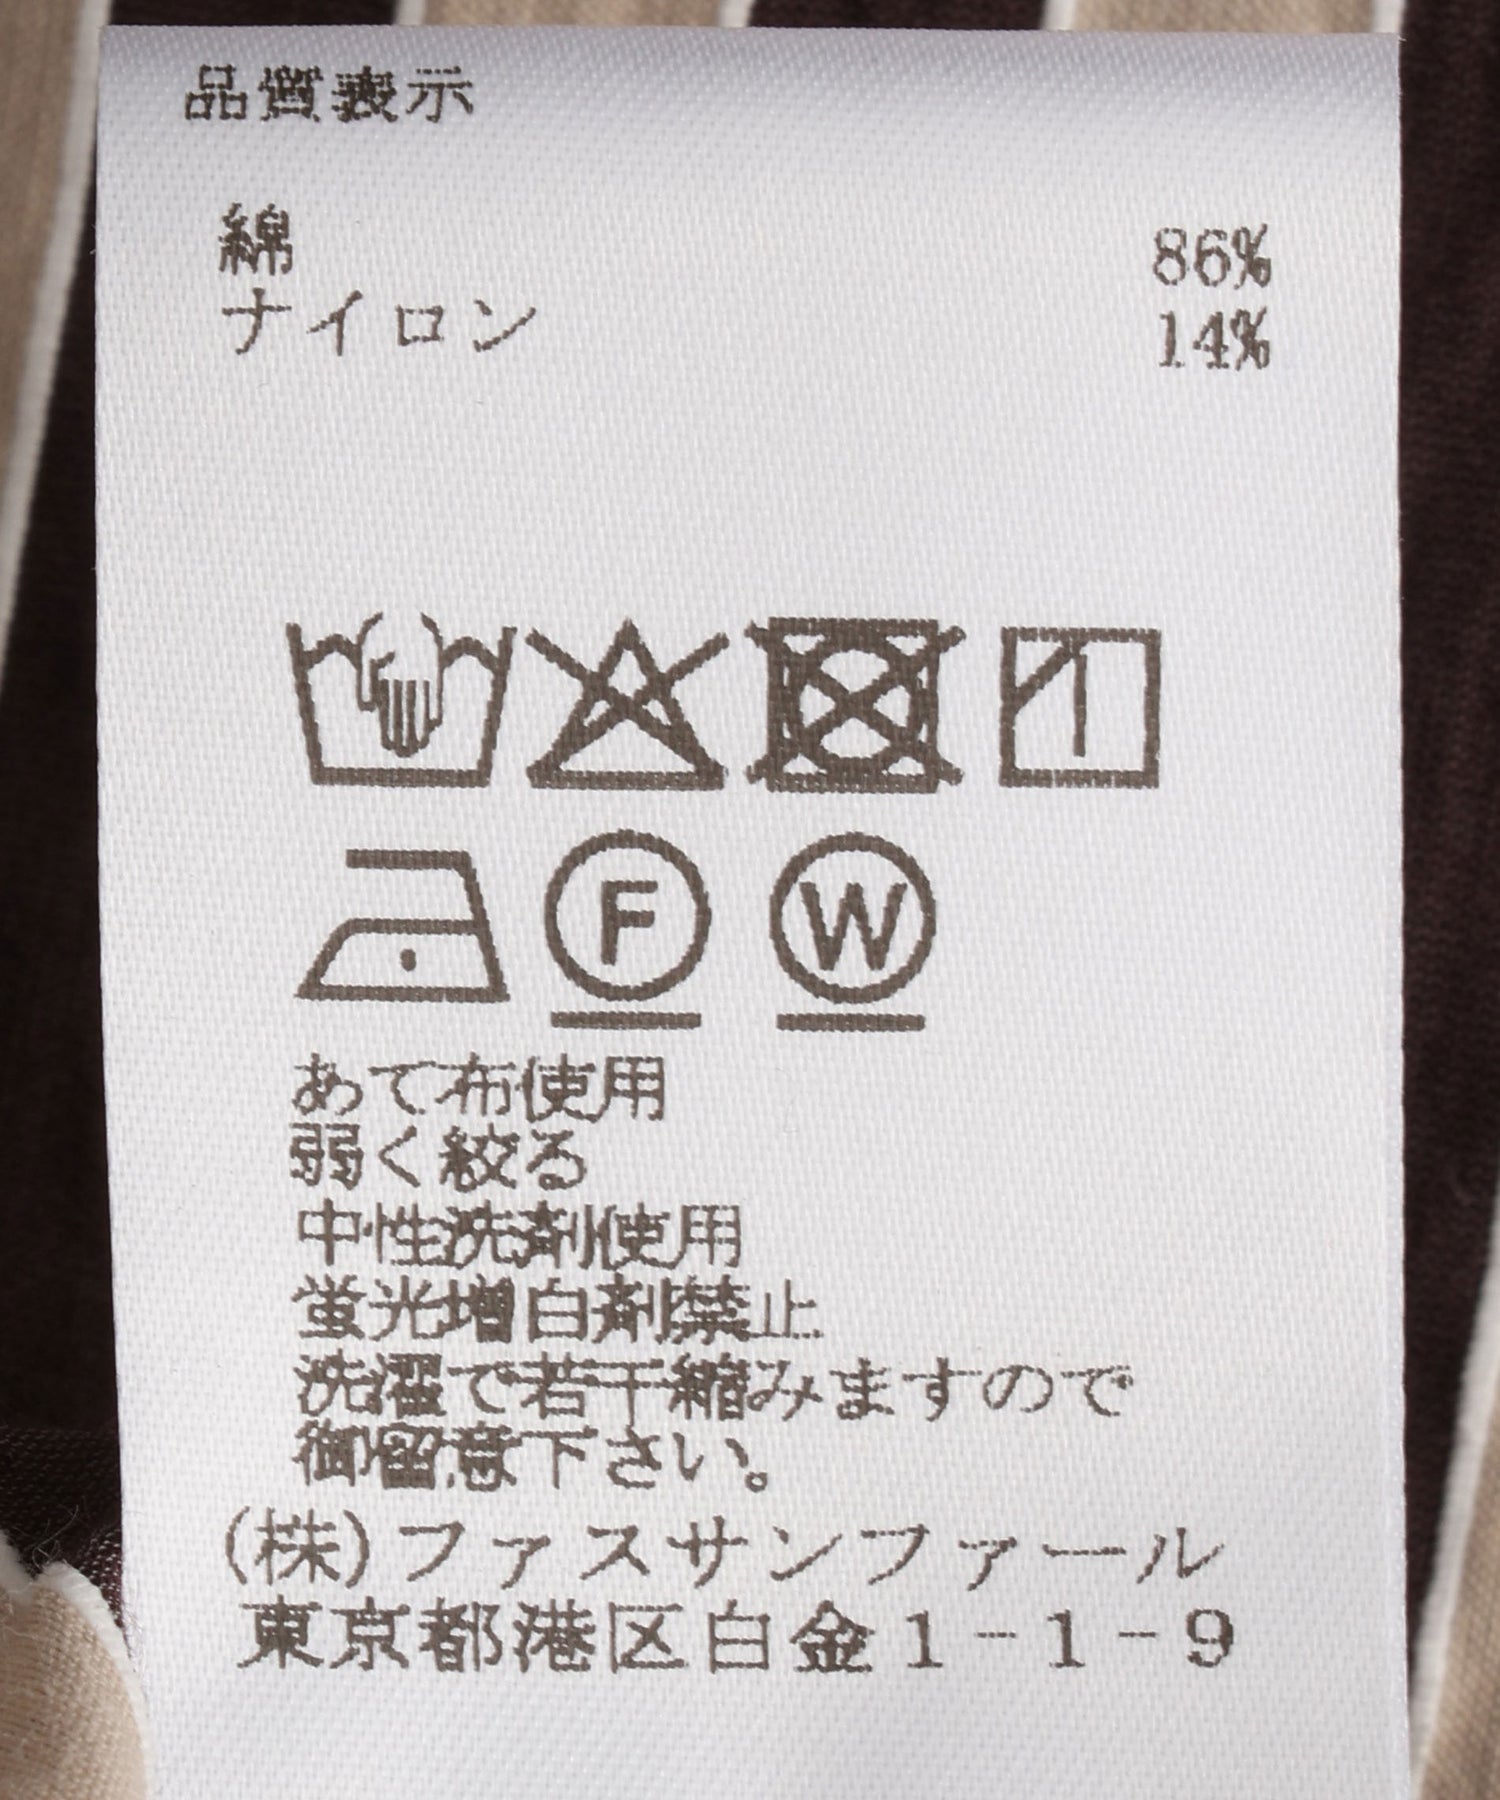 品質表示
綿 86%
ナイロン 14%
F W
あて布使用
弱く絞る
中性洗剤使用
蛍光増白剤禁止
洗濯で若干縮みますので
御留意下さい。
(株)ファスサンファール
東京都港区白金1-1-9